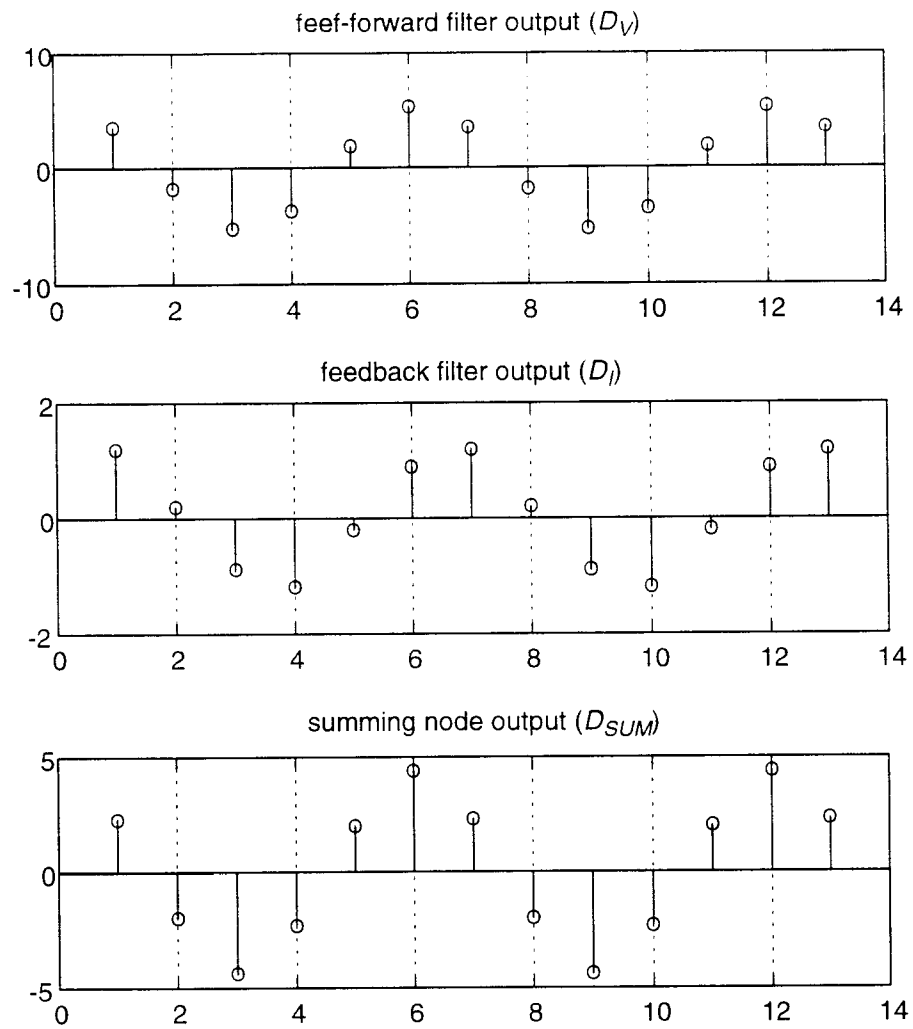 feef-forward filter output (D_V)
10
0
-10
0 2 4 6 8 10 12 14
feedback filter output (D_I)
2
0
-2
0 2 4 6 8 10 12 14
summing node output (D_SUM)
5
0
-5
0 2 4 6 8 10 12 14